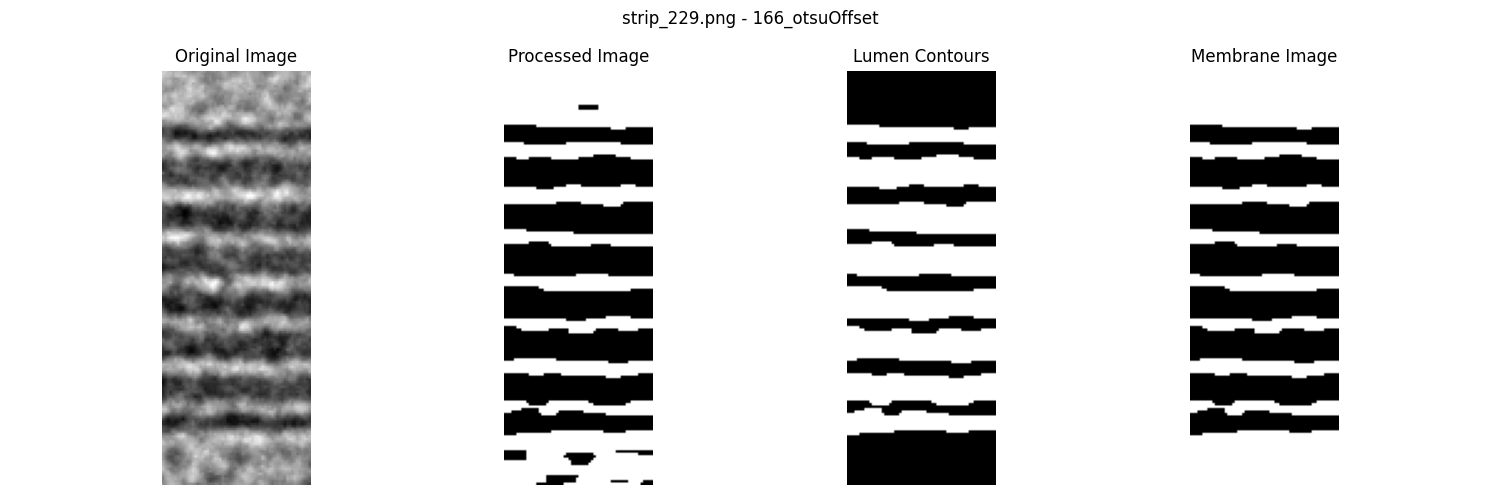 strip_229.png - 166_otsuOffset
Original Image
Processed Image
Lumen Contours
Membrane Image